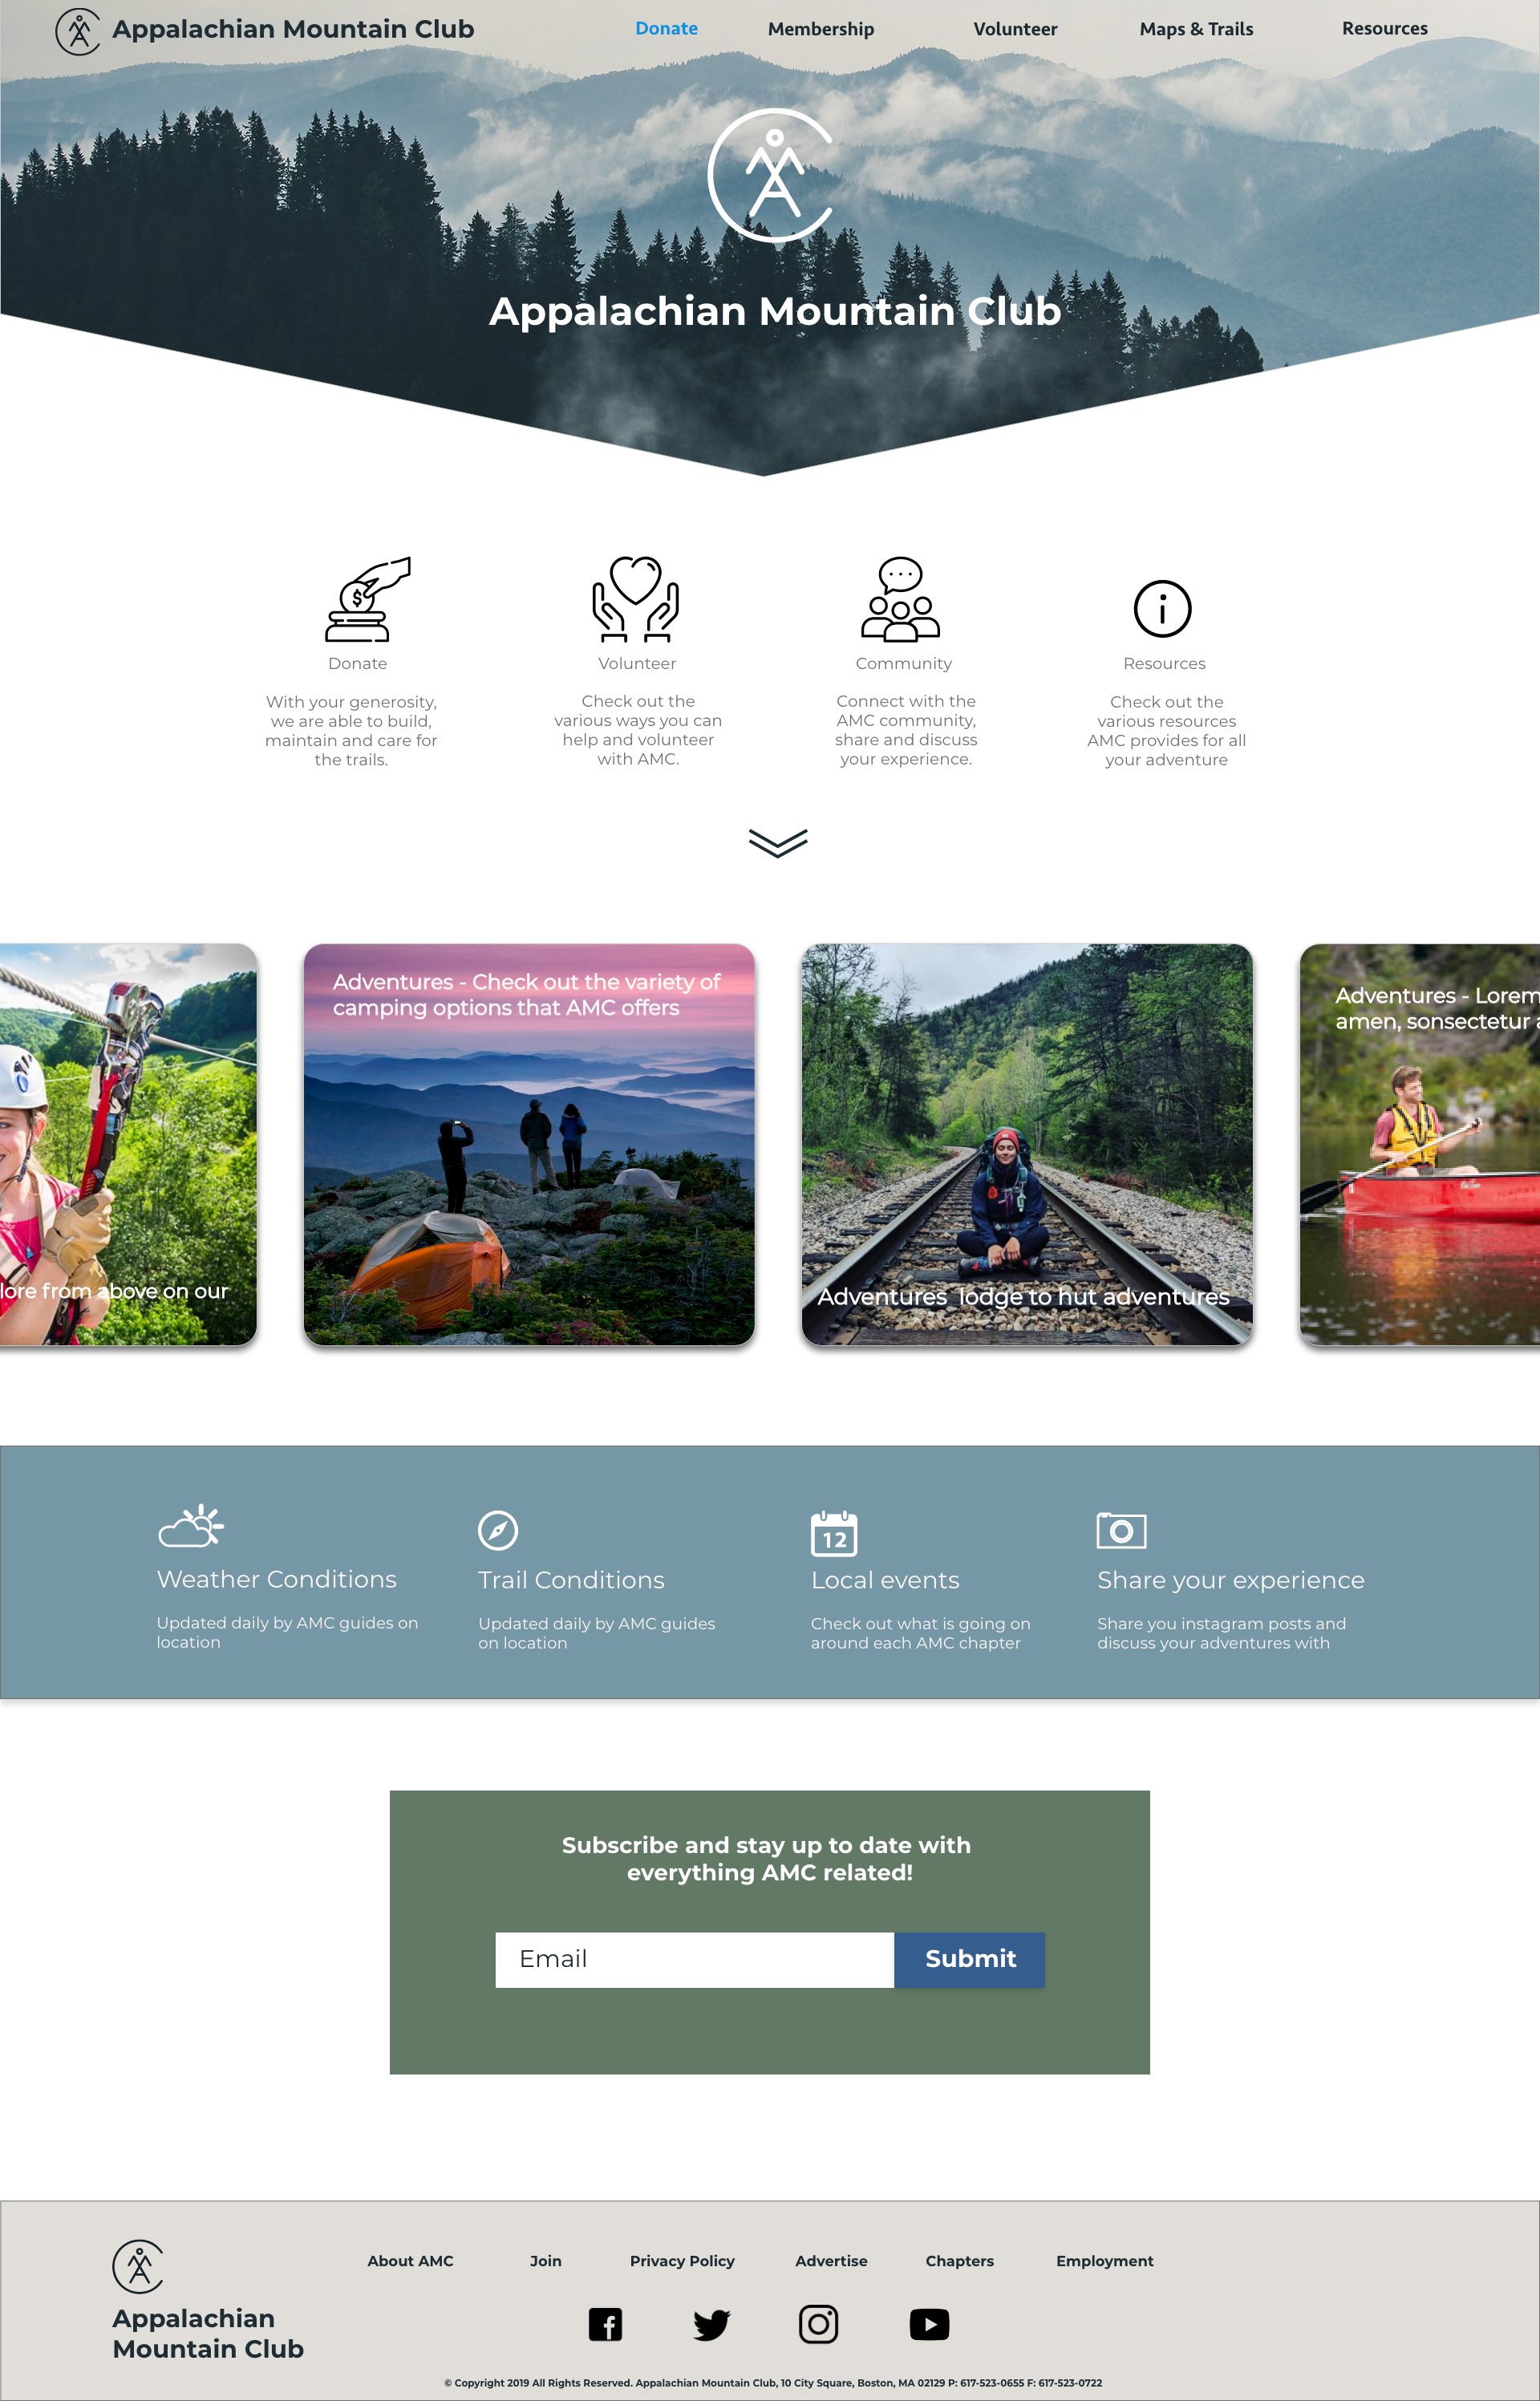 Appalachian Mountain Club
Donate
Membership
Volunteer
Maps & Trails
Resources
Appalachian Mountain Club
Donate
With your generosity,
we are able to build,
maintain and care for
the trails.
Volunteer
Check out the
various ways you can
help and volunteer
with AMC.
Community
Connect with the
AMC community,
share and discuss
your experience.
Resources
Check out the
various resources
AMC provides for all
your adventure
lore from above on our
Adventures - Check out the variety of
camping options that AMC offers
Adventures lodge to hut adventures
Adventures - Lorem
amen, sonsectetur a
12
Weather Conditions
Updated daily by AMC guides on
location
Trail Conditions
Updated daily by AMC guides
on location
Local events
Check out what is going on
around each AMC chapter
Share your experience
Share you instagram posts and
discuss your adventures with
Subscribe and stay up to date with
everything AMC related!
Email
Submit
Appalachian
Mountain Club
About AMC
Join
Privacy Policy
Advertise
Chapters
Employment
© Copyright 2019 All Rights Reserved. Appalachian Mountain Club, 10 City Square, Boston, MA 02129 P: 617-523-0655 F: 617-523-0722